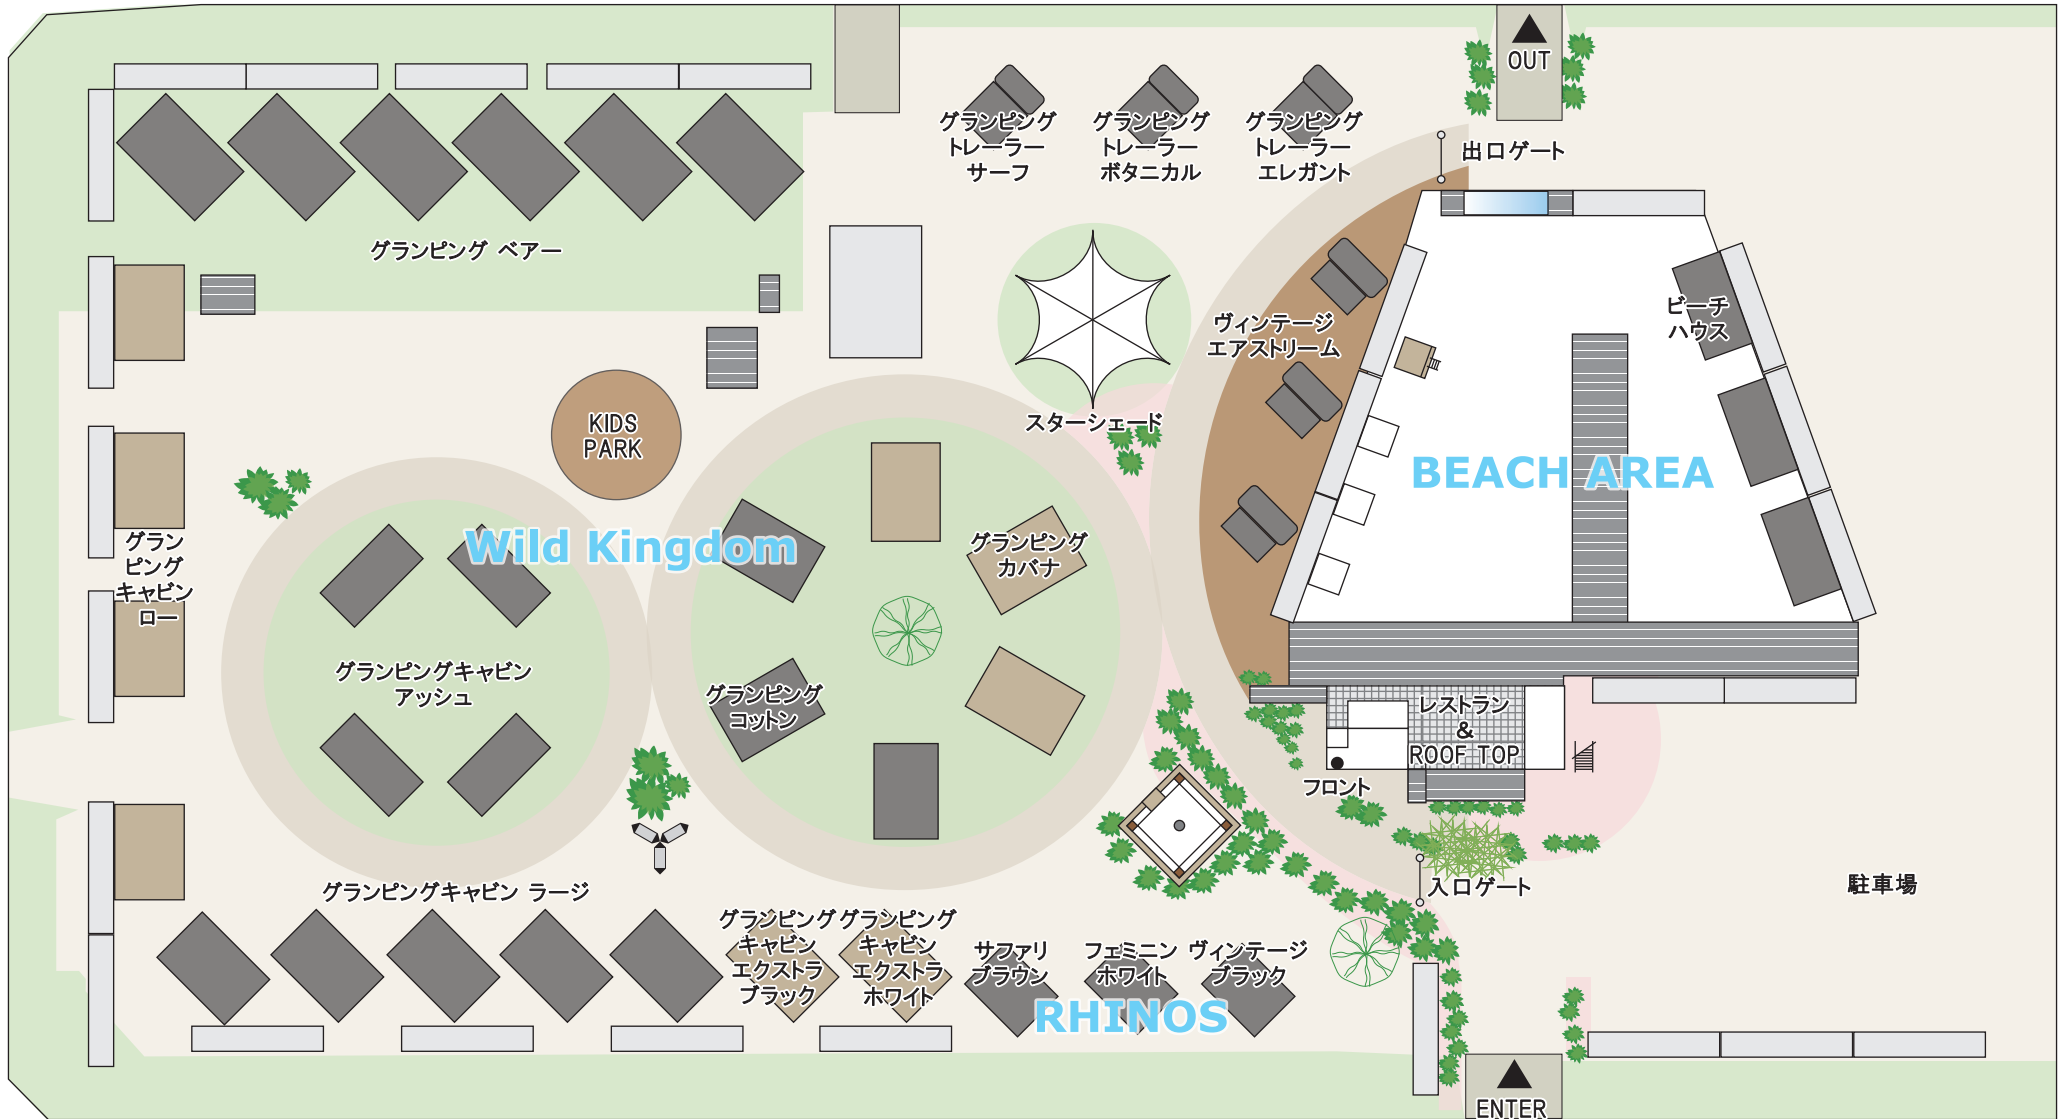 OUT
グランピング
トレーラー
サーフ
グランピング
トレーラー
ボタニカル
グランピング
トレーラー
エレガント
出口ゲート
グランピング ベアー
ヴィンテージ
エアストリーム
ビーチ
ハウス
KIDS
PARK
スターシェード
BEACH AREA
Wild Kingdom
グランピング
カバナ
グラン
ピング
キャビン
ロー
グランピングキャビン
アッシュ
グランピング
コットン
レストラン
&
ROOF TOP
フロント
入口ゲート
駐車場
グランピングキャビン ラージ
グランピング
キャビン
エクストラ
ブラック
グランピング
キャビン
エクストラ
ホワイト
サファリ
ブラウン
フェミニン
ホワイト
ヴィンテージ
ブラック
RHINOS
ENTER